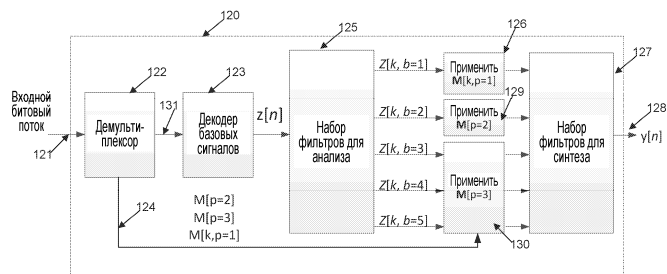 120
125
126
127
122
123
Z[k, b=1]
Применить
M[k,p=1]
Входной
битовый
поток
131
129
128
Демульти-
плексор
Декодер
базовых
сигналов
z[n]
Набор
фильтров для
анализа
Z[k, b=2]
Применить
M[p=2]
Набор
фильтров для
синтеза
y[n]
121
Z[k, b=3]
Z[k, b=4]
Применить
M[p=3]
124
M[p=2]
M[p=3]
M[k,p=1]
Z[k, b=5]
130